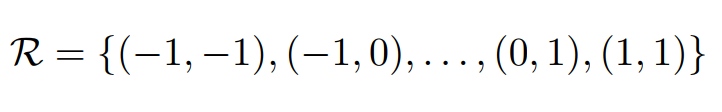 ℛ = {(−1, −1), (−1, 0), . . . , (0, 1), (1, 1)}